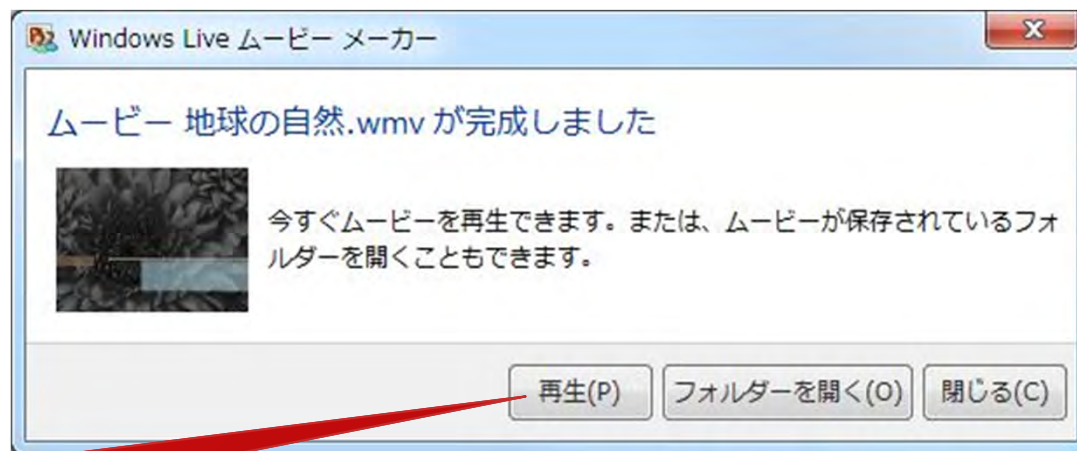 Windows Live ムービー メーカー
ムービー 地球の自然.wmv が完成しました
今すぐムービーを再生できます。または、ムービーが保存されているフォ
ルダーを開くこともできます。
再生(P) フォルダーを開く(O) 閉じる(C)